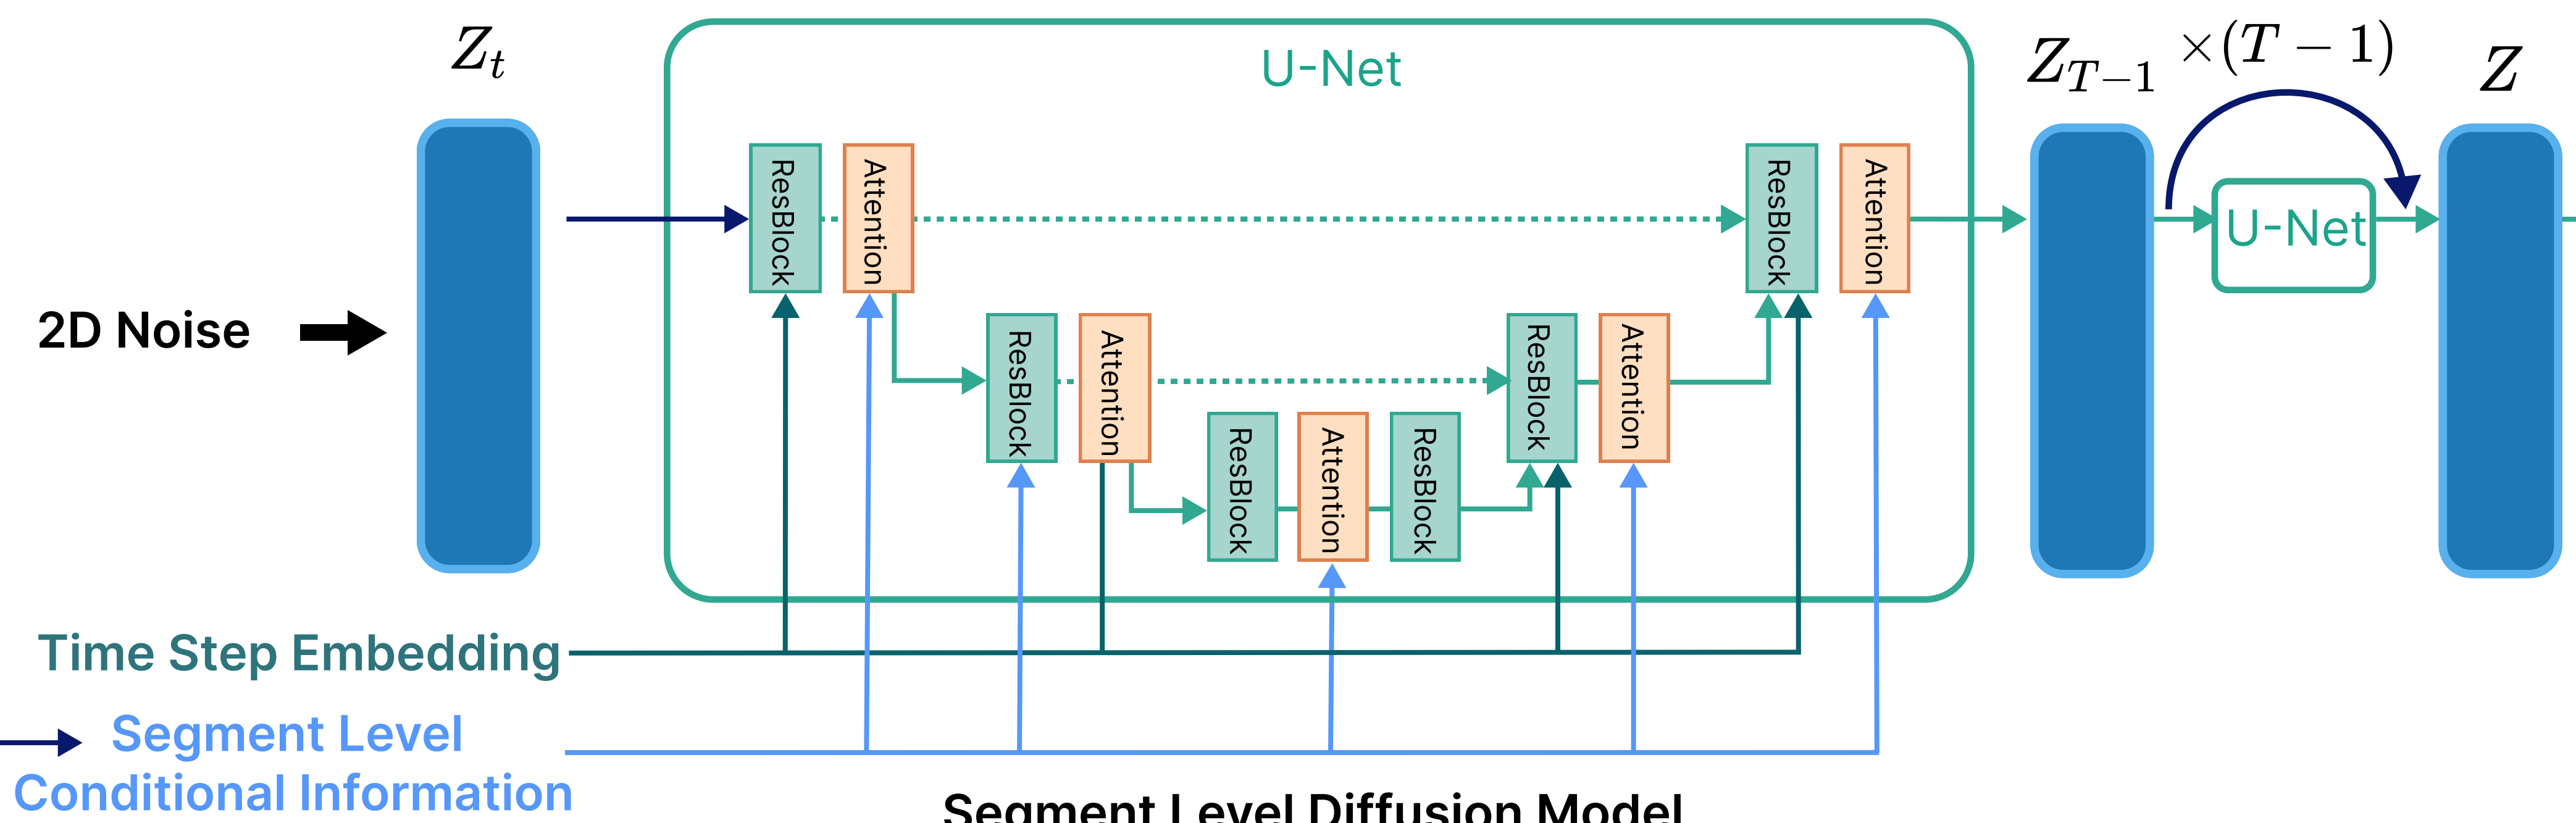 Z_t
U-Net
Z_{T-1}
×(T − 1)
Z
ResBlock
Attention
ResBlock
Attention
U-Net
2D Noise
ResBlock
Attention
ResBlock
Attention
ResBlock
Attention
ResBlock
Time Step Embedding
Segment Level
Conditional Information
Segment Level Diffusion Model